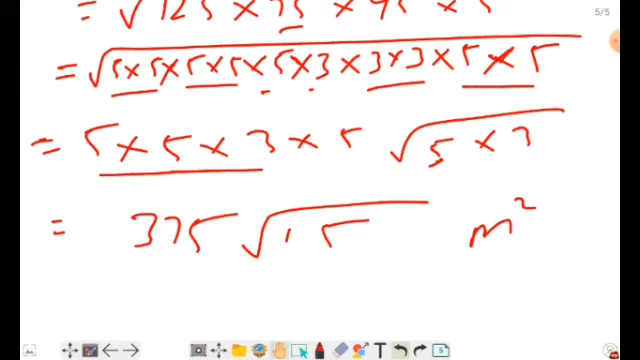 = √125 × 75 × 45 × 5
5/5
= √5×5×5×5×5×3×3×3×5×5
= 5×5×3×5 √5×3
= 375 √15 m²
T
5